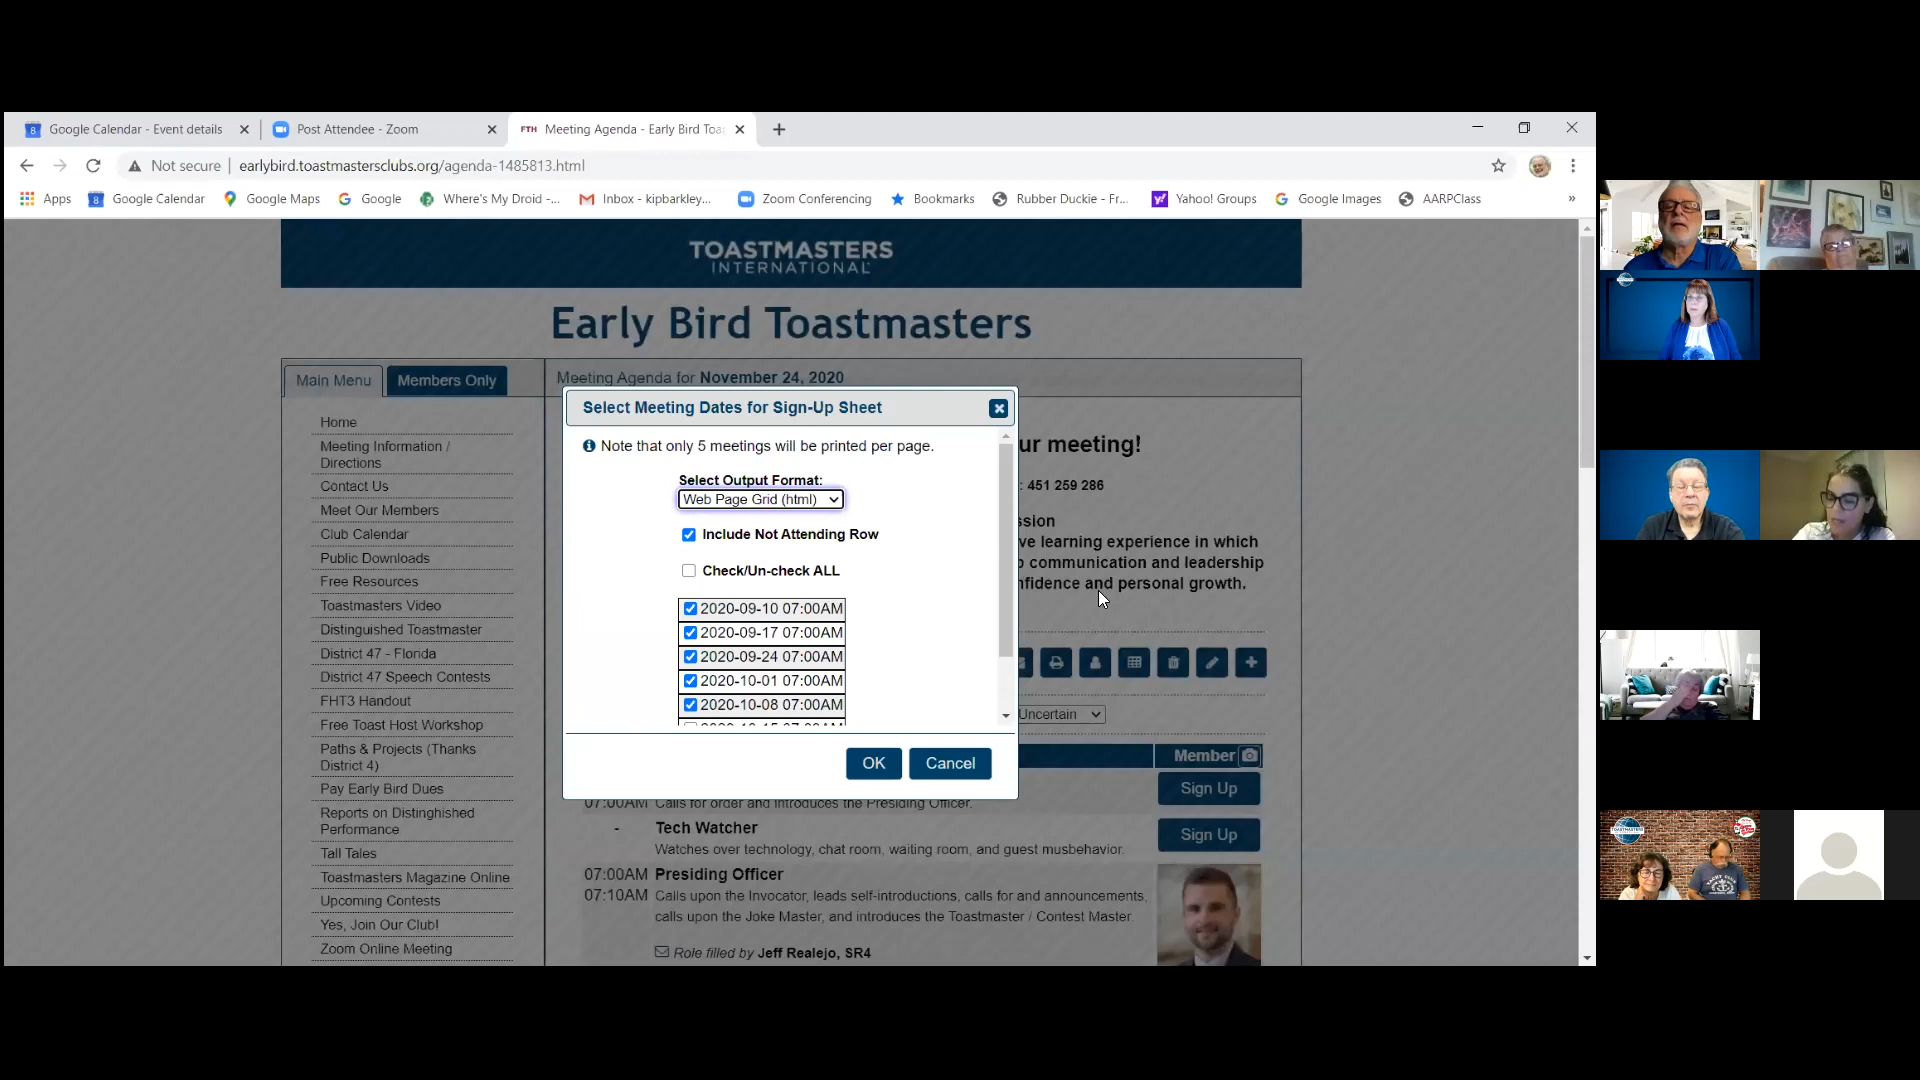 Google Calendar - Event details
Post Attendee - Zoom
FTH Meeting Agenda - Early Bird Toa
Not secure | earlybird.toastmastersclubs.org/agenda-1485813.html
Apps
Google Calendar
Google Maps
Google
Where's My Droid -...
Inbox - kipbarkley...
Zoom Conferencing
Bookmarks
Rubber Duckie - Fr...
Yahoo! Groups
Google Images
AARPClass
»
TOASTMASTERS
INTERNATIONAL
Early Bird Toastmasters
Main Menu
Members Only
Meeting Agenda for November 24, 2020
Home
Meeting Information /
Directions
Contact Us
Meet Our Members
Club Calendar
Public Downloads
Free Resources
Toastmasters Video
Distinguished Toastmaster
District 47 - Florida
District 47 Speech Contests
FHT3 Handout
Free Toast Host Workshop
Paths & Projects (Thanks
District 4)
Pay Early Bird Dues
Reports on Distinghished
Performance
Tall Tales
Toastmasters Magazine Online
Upcoming Contests
Yes, Join Our Club!
Zoom Online Meeting
Select Meeting Dates for Sign-Up Sheet
Note that only 5 meetings will be printed per page.
Select Output Format:
Web Page Grid (html)
Include Not Attending Row
Check/Un-check ALL
2020-09-10 07:00AM
2020-09-17 07:00AM
2020-09-24 07:00AM
2020-10-01 07:00AM
2020-10-08 07:00AM
OK
Cancel
ur meeting!
: 451 259 286
ssion
ve learning experience in which
communication and leadership
nfidence and personal growth.
Uncertain
Member
07:00AM Calls for order and introduces the Presiding Officer.
Sign Up
- Tech Watcher
Watches over technology, chat room, waiting room, and guest musbehavior.
Sign Up
07:00AM Presiding Officer
07:10AM Calls upon the Invocator, leads self-introductions, calls for and announcements,
calls upon the Joke Master, and introduces the Toastmaster / Contest Master.
Role filled by Jeff Realejo, SR4
TOASTMASTERS